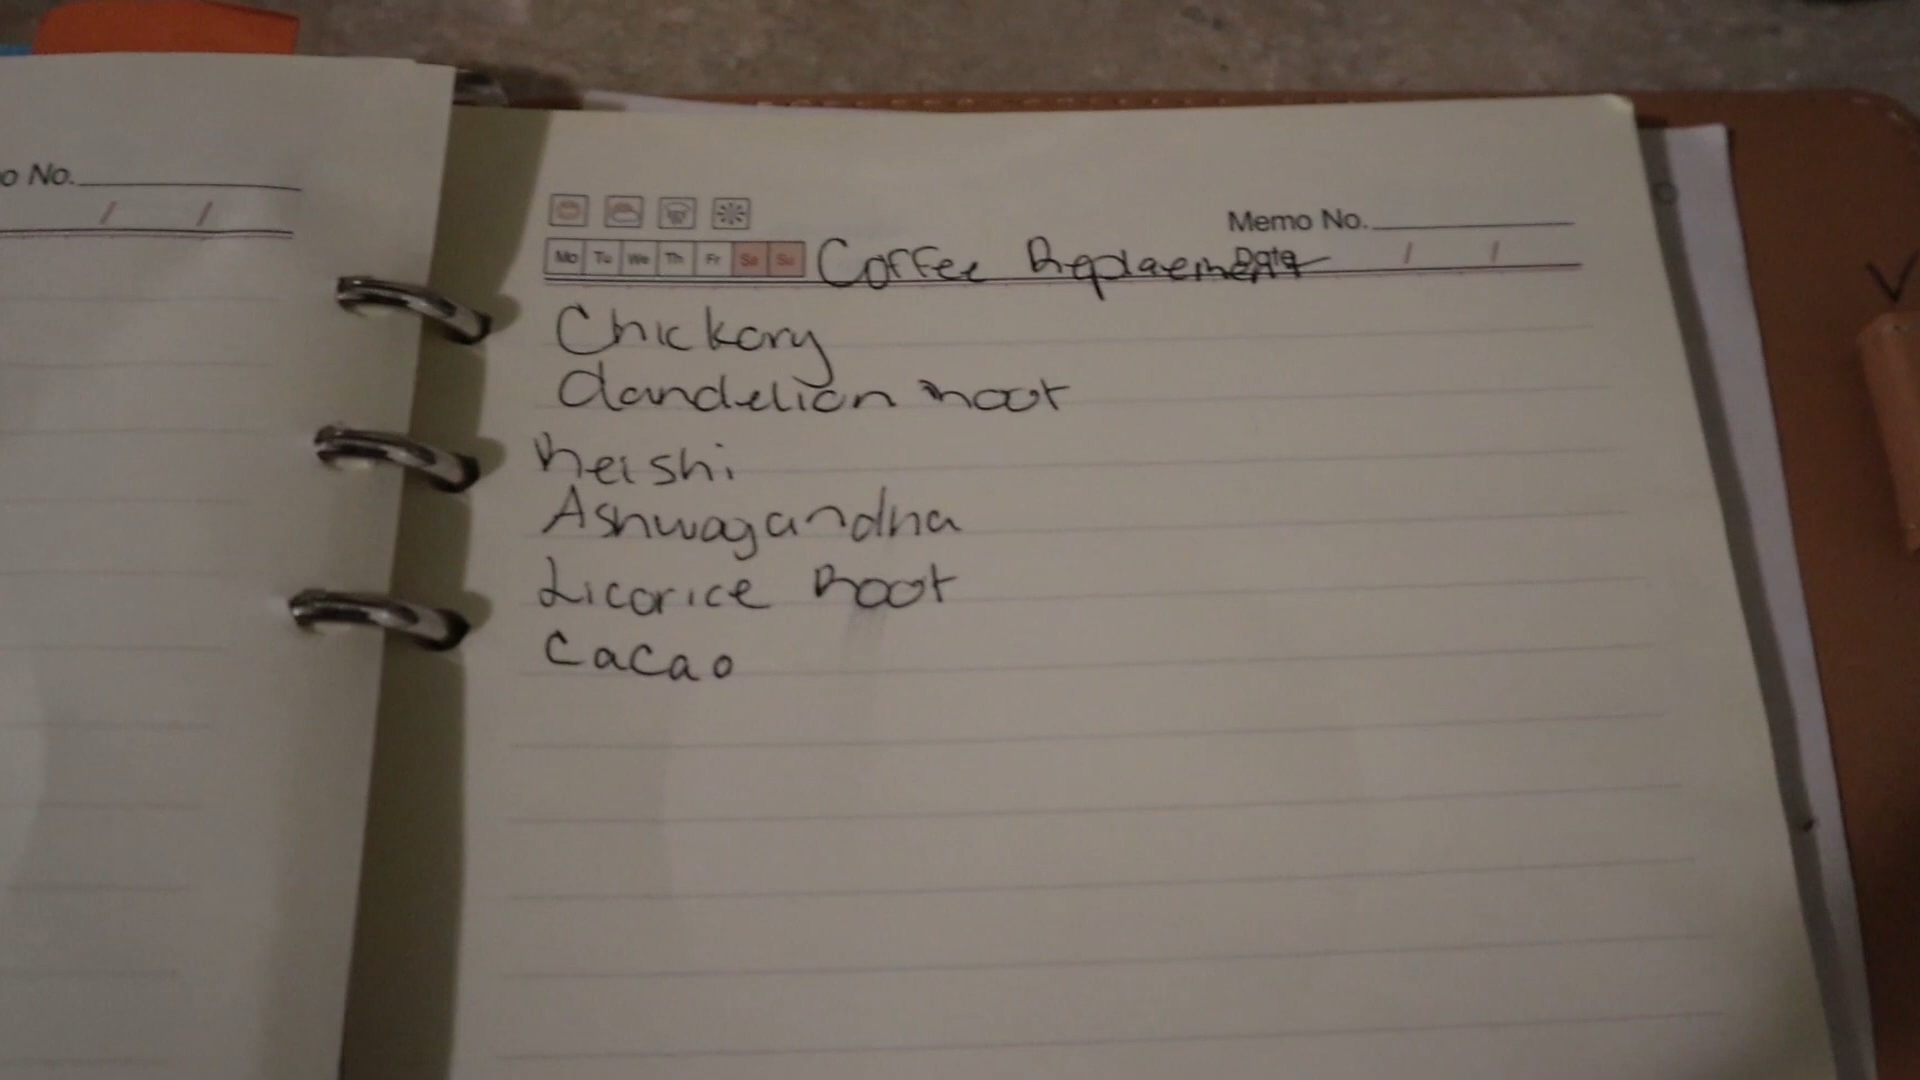 o No.
/ /
Memo No.
Mo Tu We Th Fr Sa Su Coffee Replaement Date / /
Chickory
dandelion root
Reishi
Ashwagandha
Licorice Root
Cacao